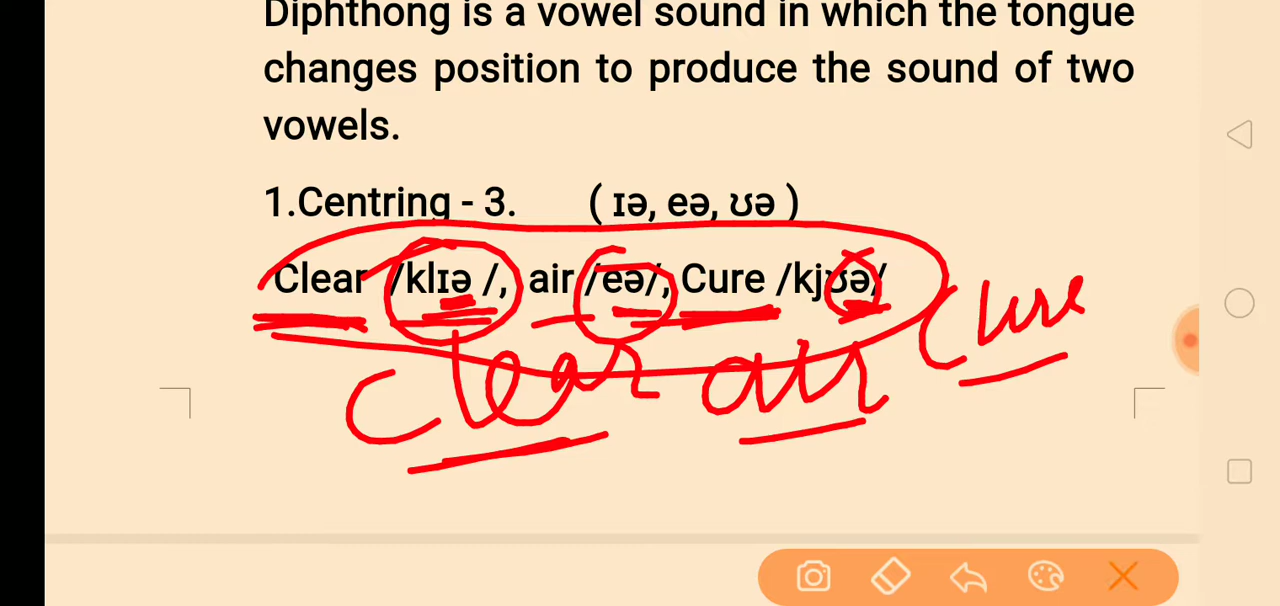 Diphthong is a vowel sound in which the tongue
changes position to produce the sound of two
vowels.
1.Centring - 3. ( ɪə, eə, ʊə )
Clear /klɪə /, air /eə/, Cure /kjʊə/
Cure
Clear air